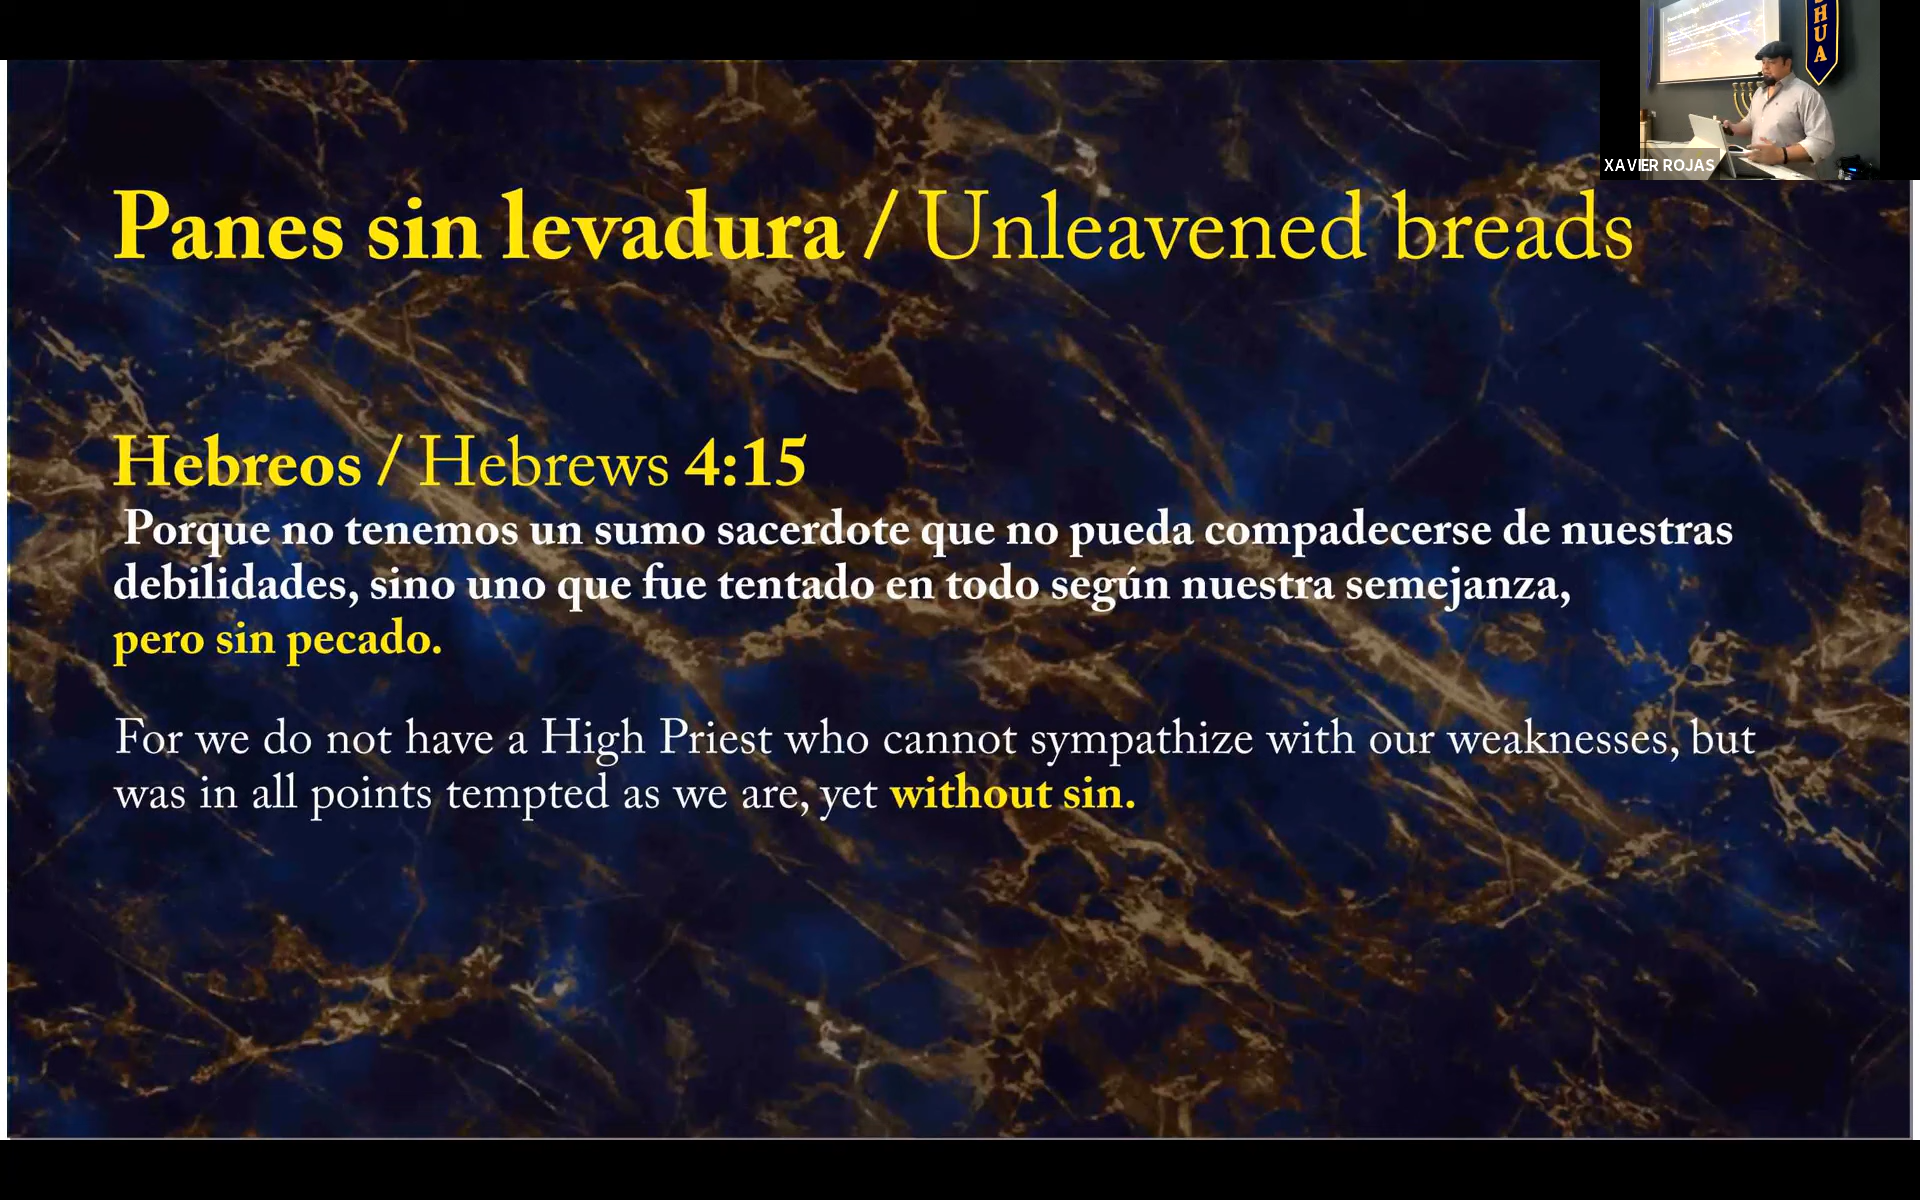 Panes sin levadura / Unleavened breads
Hebreos / Hebrews 4:15
Porque no tenemos un sumo sacerdote que no pueda compadecerse de nuestras
debilidades, sino uno que fue tentado en todo según nuestra semejanza,
pero sin pecado.
For we do not have a High Priest who cannot sympathize with our weaknesses, but
was in all points tempted as we are, yet without sin.
XAVIER ROJAS
HUA